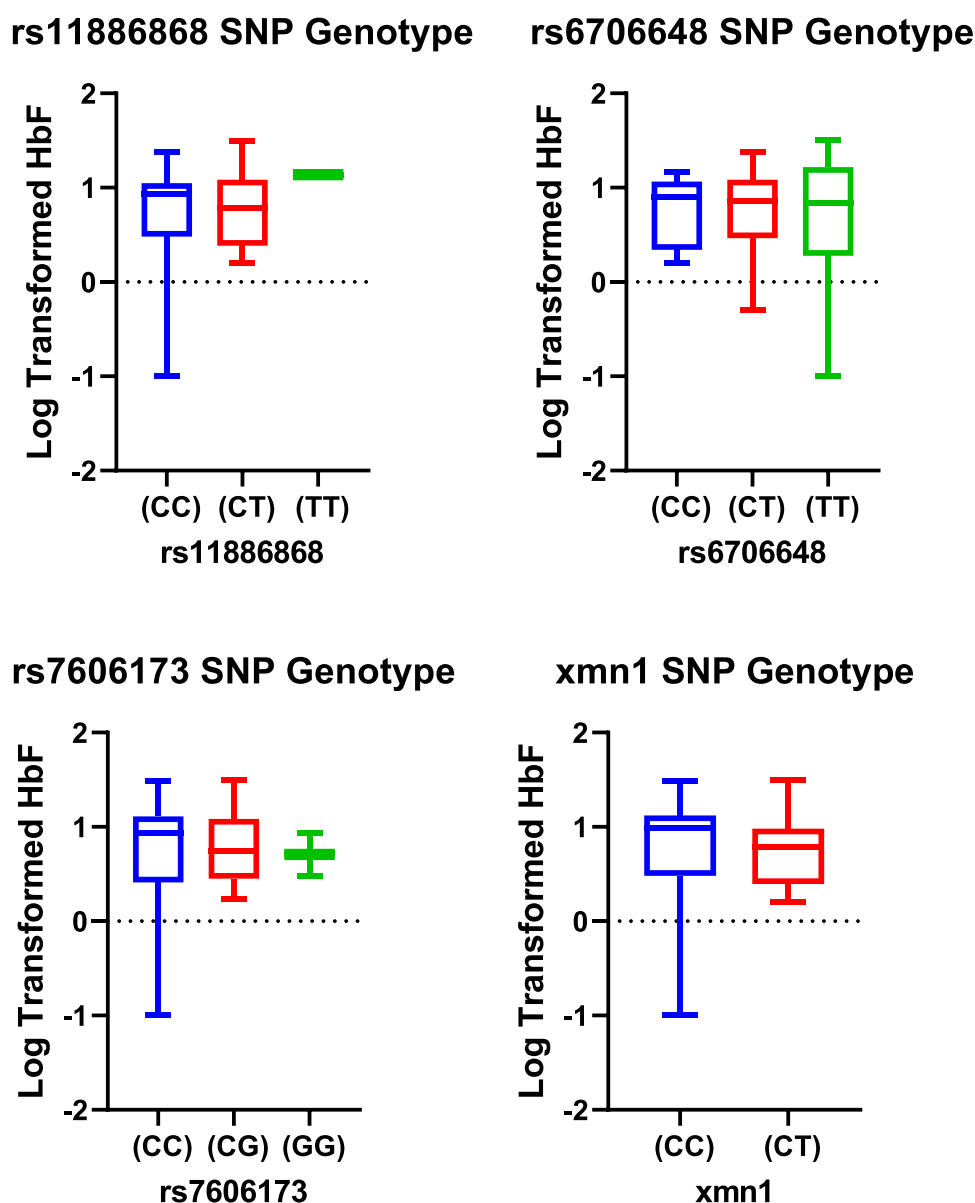 rs11886868 SNP Genotype
Log Transformed HbF
2
1
0
-1
-2
(CC) (CT) (TT)
rs11886868
rs6706648 SNP Genotype
Log Transformed HbF
2
1
0
-1
-2
(CC) (CT) (TT)
rs6706648
rs7606173 SNP Genotype
Log Transformed HbF
2
1
0
-1
-2
(CC) (CG) (GG)
rs7606173
xmn1 SNP Genotype
Log Transformed HbF
2
1
0
-1
-2
(CC) (CT)
xmn1